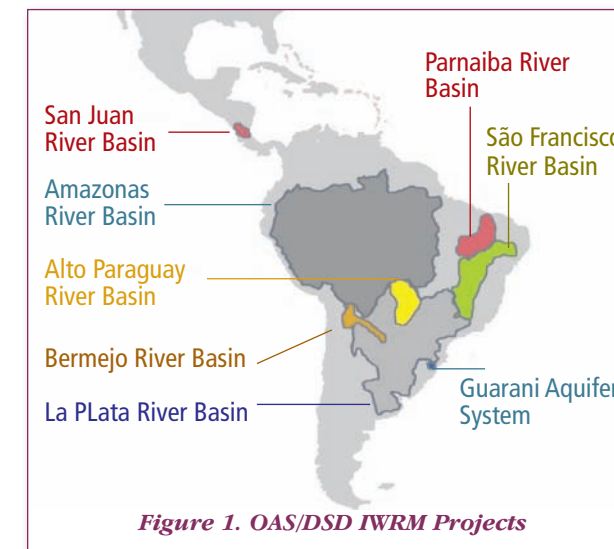 Parnaiba River
Basin
San Juan
River Basin
São Francisco
River Basin
Amazonas
River Basin
Alto Paraguay
River Basin
Bermejo River Basin
Guarani Aquifer
System
La PLata River Basin
Figure 1. OAS/DSD IWRM Projects